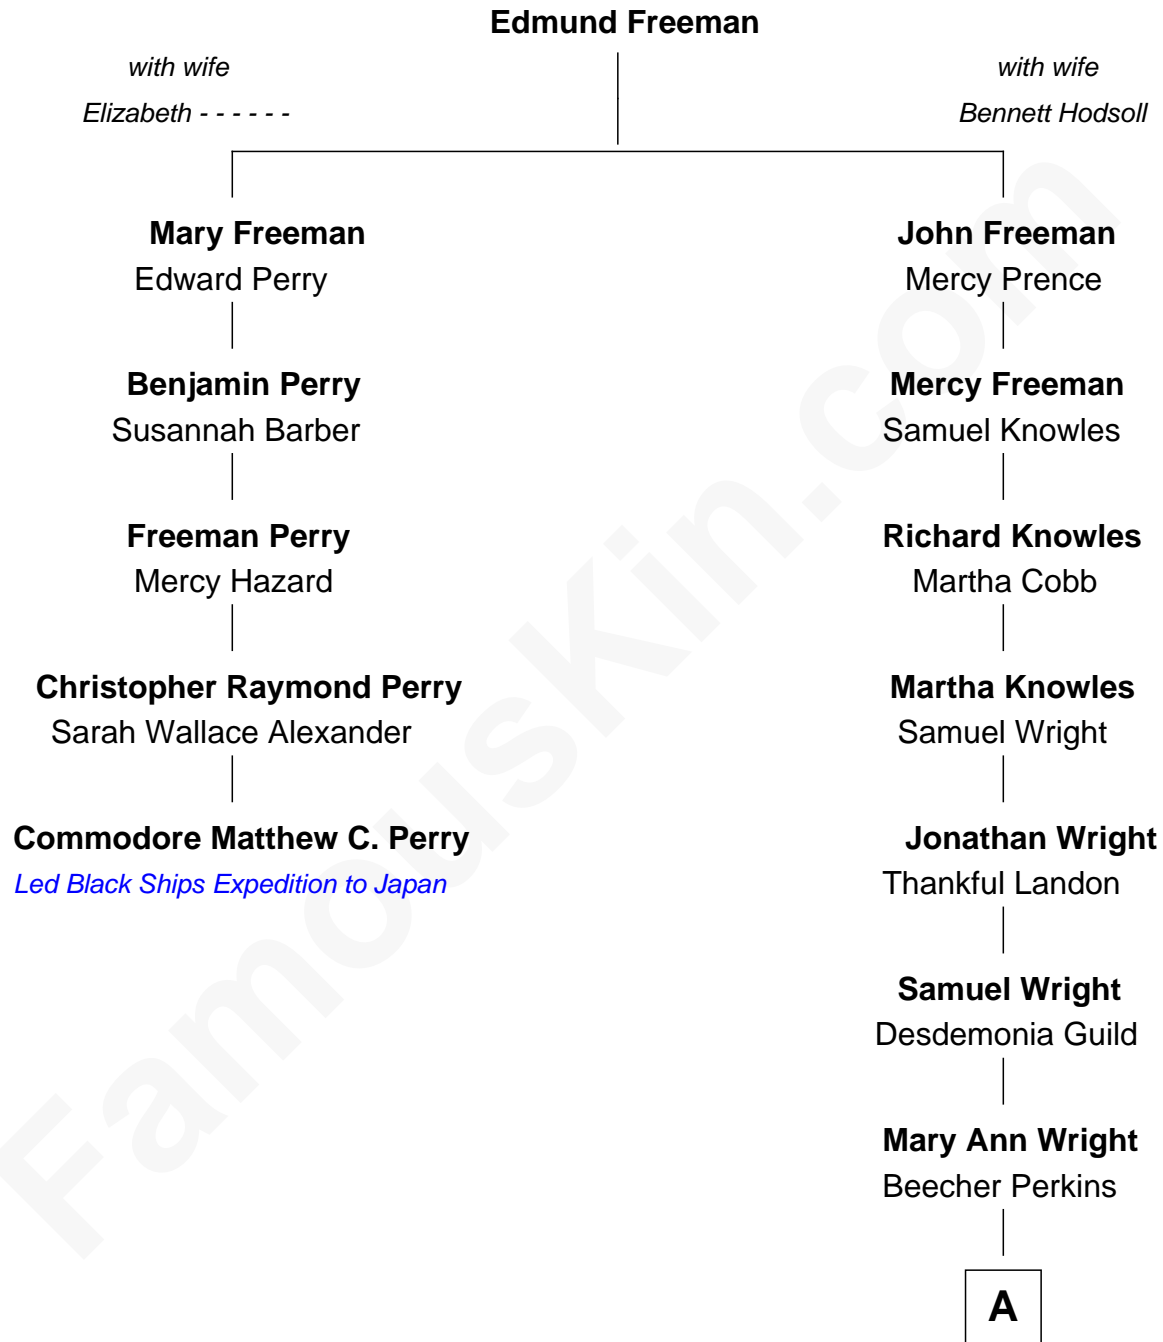 Edmund Freeman
with wife
Elizabeth - - - - - -
with wife
Bennett Hodsoll
Mary Freeman
Edward Perry
Benjamin Perry
Susannah Barber
Freeman Perry
Mercy Hazard
Christopher Raymond Perry
Sarah Wallace Alexander
Commodore Matthew C. Perry
Led Black Ships Expedition to Japan
John Freeman
Mercy Prence
Mercy Freeman
Samuel Knowles
Richard Knowles
Martha Cobb
Martha Knowles
Samuel Wright
Jonathan Wright
Thankful Landon
Samuel Wright
Desdemonia Guild
Mary Ann Wright
Beecher Perkins
A
FamousKin.com